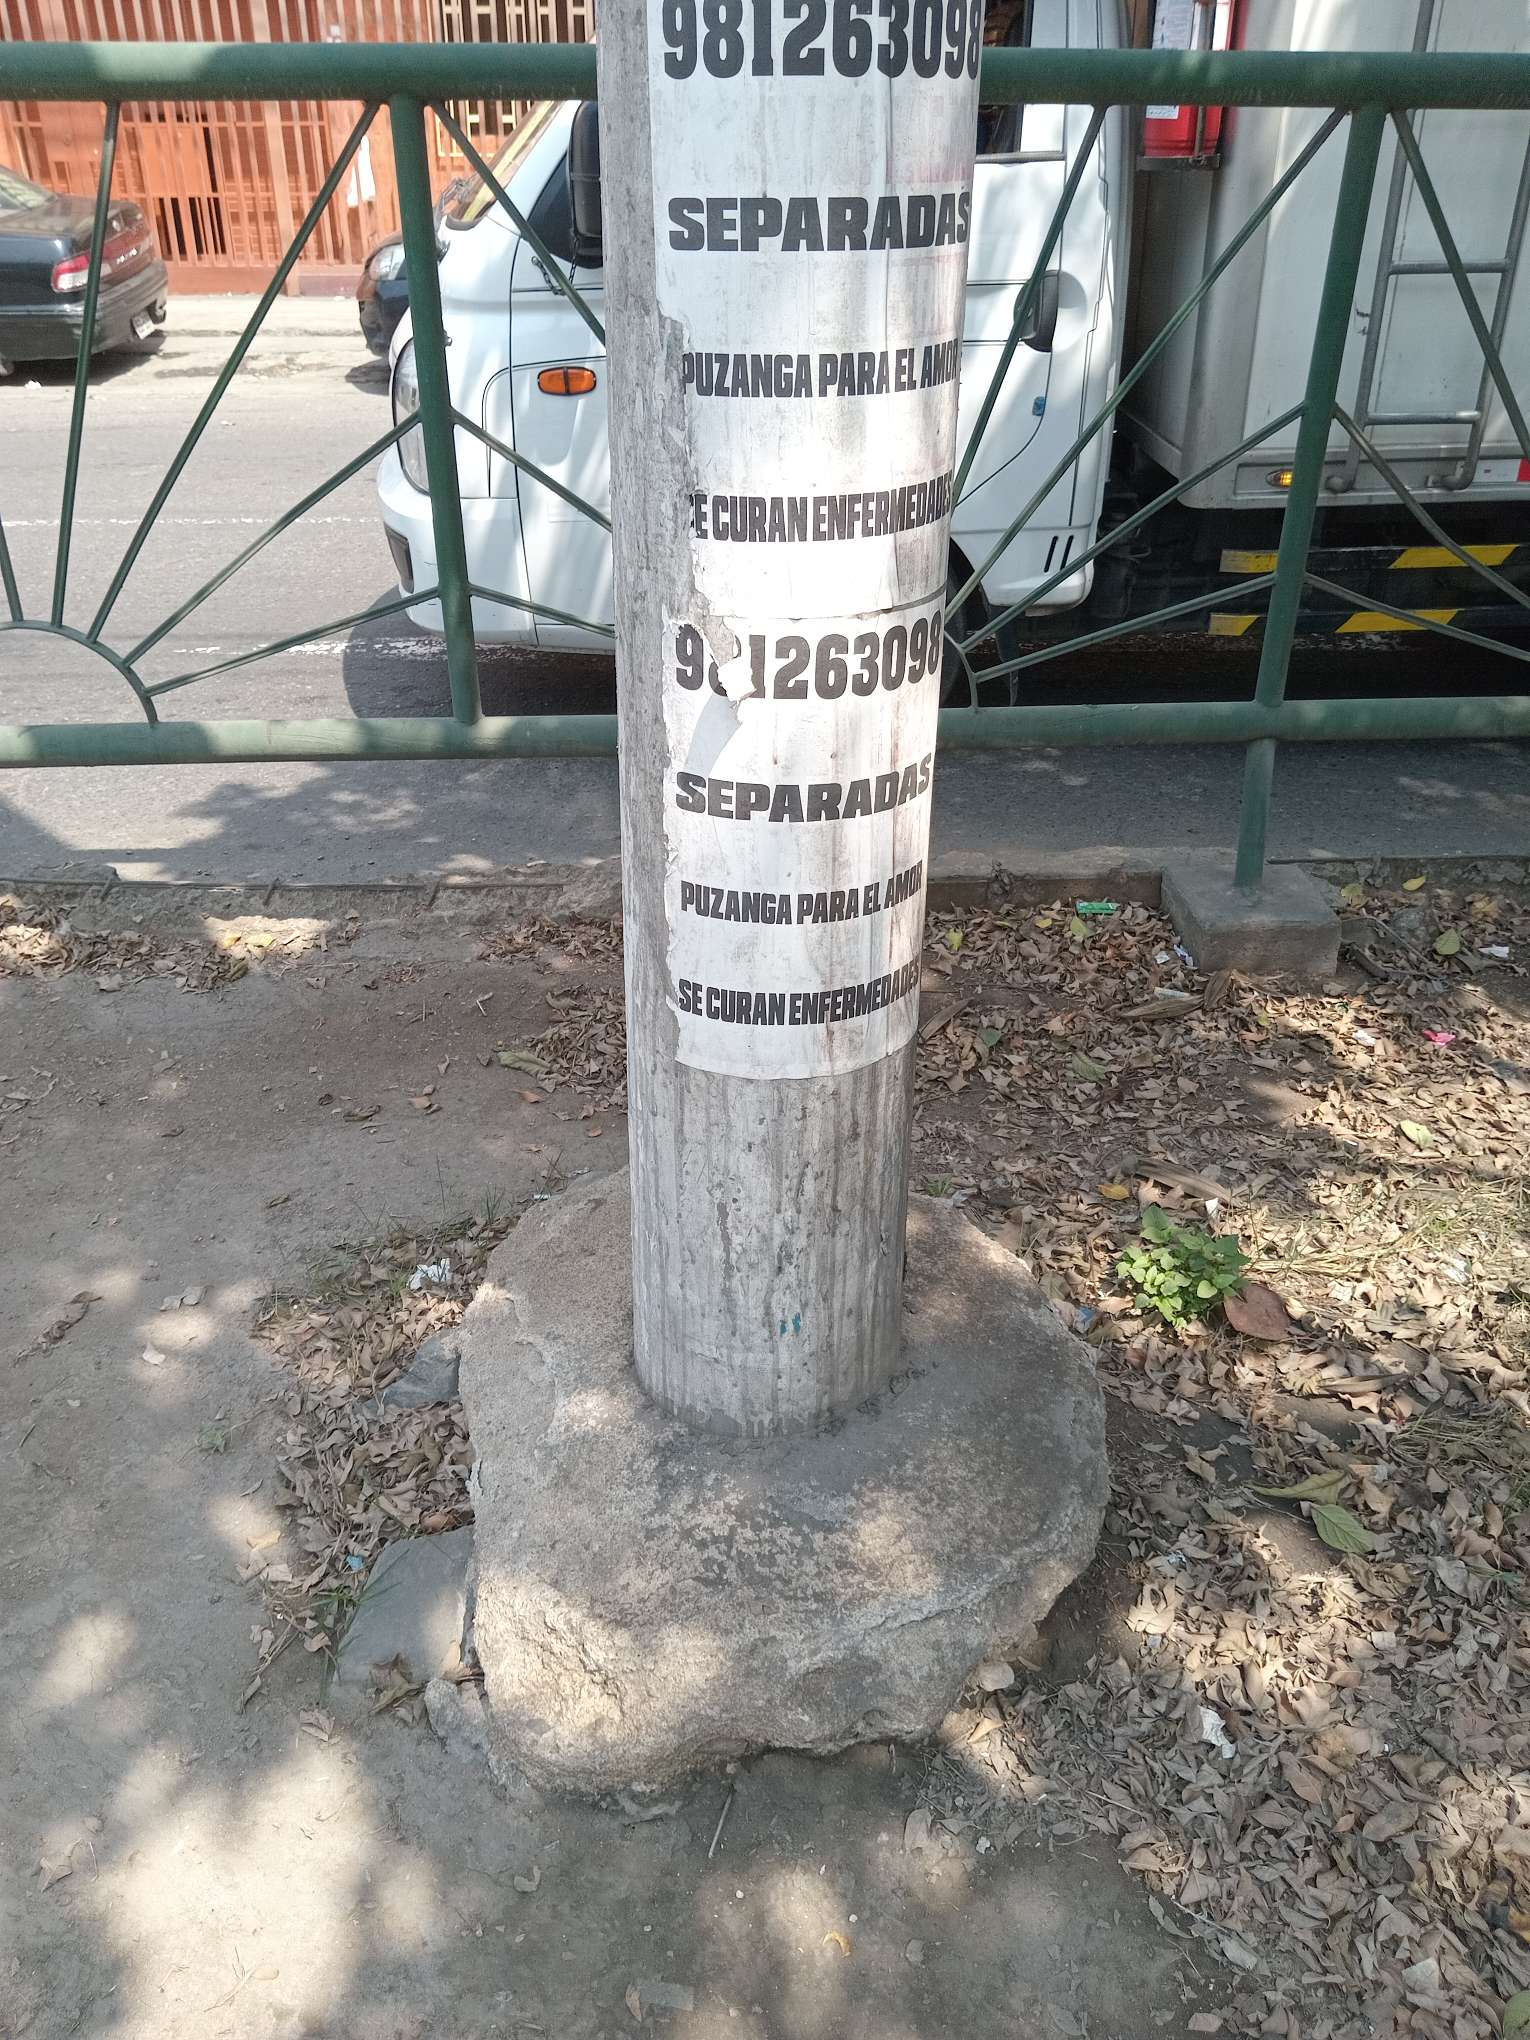 981263098
SEPARADAS
PUZANGA PARA EL AMOR
SE CURAN ENFERMEDADES
981263098
SEPARADAS
PUZANGA PARA EL AMOR
SE CURAN ENFERMEDADES